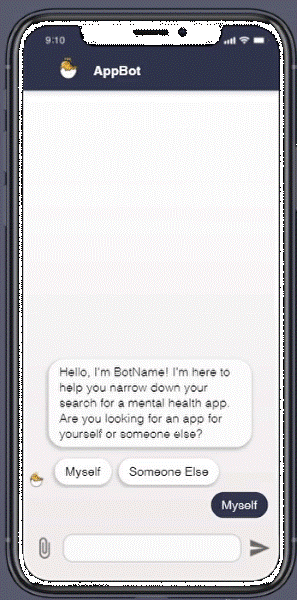 9:10
AppBot
Hello, I'm BotName! I'm here to
help you narrow down your
search for a mental health app.
Are you looking for an app for
yourself or someone else?
Myself
Someone Else
Myself